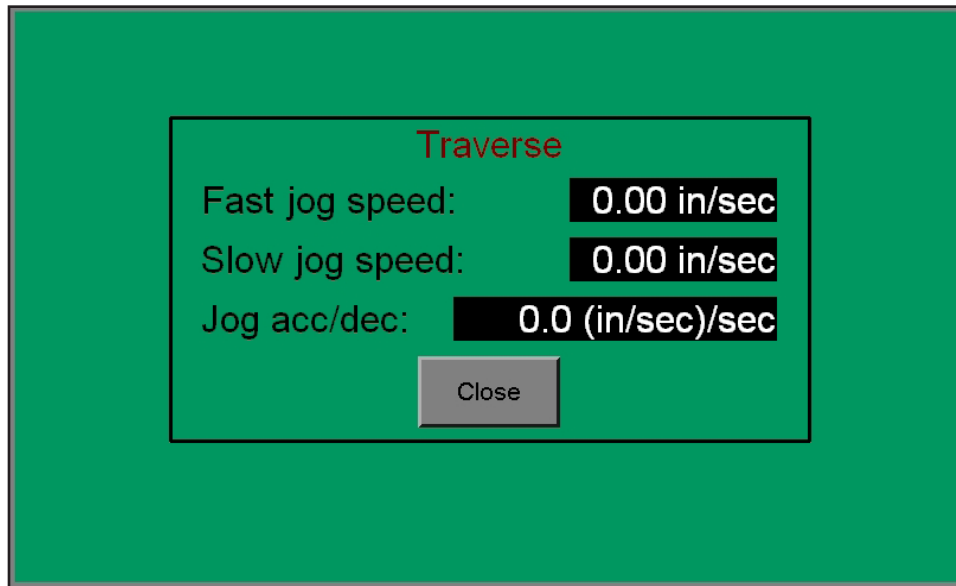 Traverse
Fast jog speed: 0.00 in/sec
Slow jog speed: 0.00 in/sec
Jog acc/dec: 0.0 (in/sec)/sec
Close